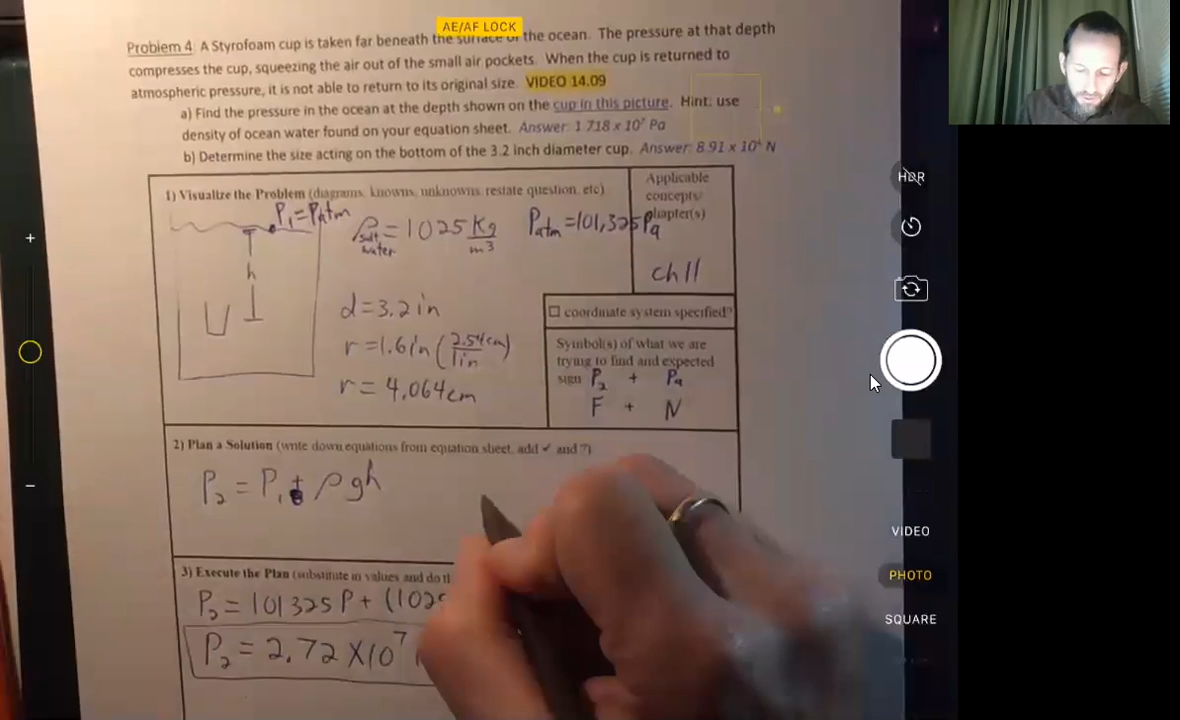 AE/AF LOCK
Problem 4. A Styrofoam cup is taken far beneath the surface of the ocean. The pressure at that depth
compresses the cup, squeezing the air out of the small air pockets. When the cup is returned to
atmospheric pressure, it is not able to return to its original size. VIDEO 14.09
a) Find the pressure in the ocean at the depth shown on the cup in this picture. Hint: use
density of ocean water found on your equation sheet. Answer: 1.718 x 10⁷ Pa
b) Determine the size acting on the bottom of the 3.2 inch diameter cup. Answer: 8.91 x 10⁴ N
1) Visualize the Problem (diagrams, knowns, unknowns, restate question, etc)
Applicable
concepts/
chapter(s)
ch 11
P₁ = Patm
h
ρ salt water = 1025 Kg/m³
Patm = 101,325 Pa
d = 3.2 in
r = 1.6 in (2.54cm/1in)
r = 4.064 cm
☐ coordinate system specified?
Symbol(s) of what we are
trying to find and expected
sign P₂ + Pa
F + N
2) Plan a Solution (write down equations from equation sheet, add ✓ and ?)
P₂ = P₁ + ρgh
3) Execute the Plan (substitute in values and do
P₂ = 101325 P + (102
P₂ = 2.72 X10⁷
HDR
VIDEO
PHOTO
SQUARE